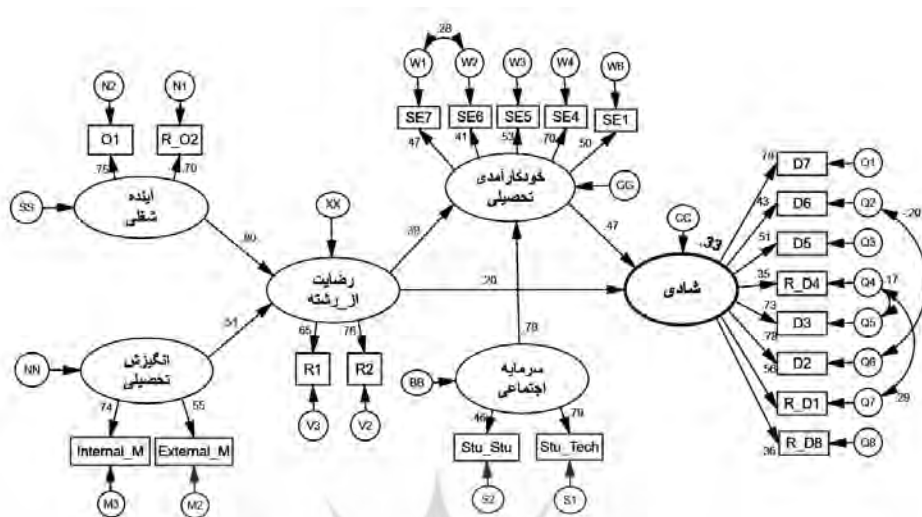 .28
W1 W2 W3 W4
N2 N1
SE7 SE6 SE5 SE4 SE1
O1 R_O2
.47 .41 .53 .70 .50
.75 .70
D7 Q1
خودکارآمدی
تحصیلی
آینده
شغلی
SS
XX
GG
CC
.43 D6 Q2
-.20
.33
.51 D5 Q3
.80
.39
.47
رضایت
از_رشته
.20
شادی
.35 R_D4 Q4
.17
.73 D3 Q5
.54
.78
.78 D2 Q6
NN
انگیزش
تحصیلی
.65 .76
R1 R2
BB
سرمایه
اجتماعی
.56 R_D1 Q7
.29
.74 .55
V3 V2
.46 .79
.36 R_D8 Q8
Internal_M External_M
Stu_Stu Stu_Tech
M3 M2
S2 S1